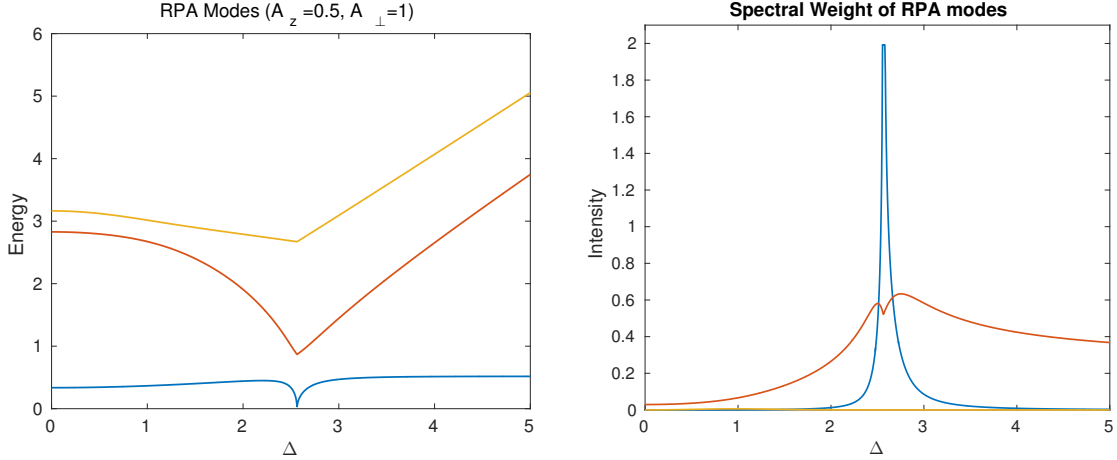 RPA Modes (A z =0.5, A ⊥=1)
6
5
4
3
2
1
0
Energy
0 1 2 3 4 5
Δ
Spectral Weight of RPA modes
2
1.8
1.6
1.4
1.2
1
0.8
0.6
0.4
0.2
0
Intensity
0 1 2 3 4 5
Δ